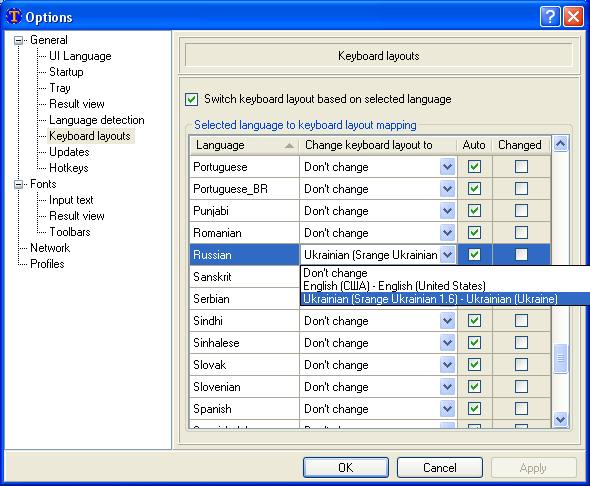 Options
General
UI Language
Startup
Tray
Result view
Language detection
Keyboard layouts
Updates
Hotkeys
Fonts
Input text
Result view
Toolbars
Network
Profiles
Keyboard layouts
Switch keyboard layout based on selected language
Selected language to keyboard layout mapping
Language Change keyboard layout to Auto Changed
Portuguese Don't change
Portuguese_BR Don't change
Punjabi Don't change
Romanian Don't change
Russian Ukrainian (Srange Ukrainian
Sanskrit Don't change
Serbian English (США) - English (United States)
Ukrainian (Srange Ukrainian 1.6) - Ukrainian (Ukraine)
Sindhi Don't change
Sinhalese Don't change
Slovak Don't change
Slovenian Don't change
Spanish Don't change
OK Cancel Apply